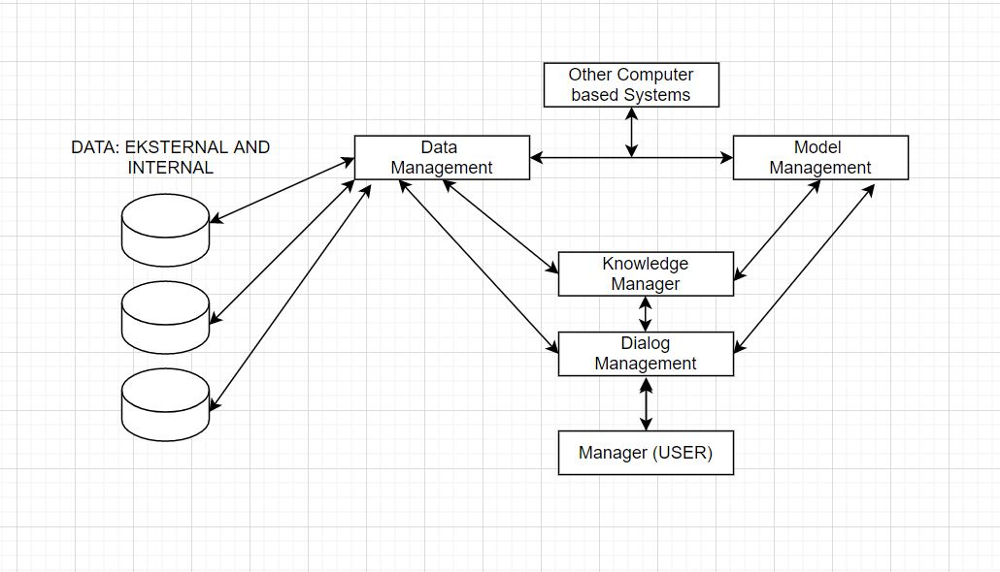 Other Computer
based Systems
DATA: EKSTERNAL AND
INTERNAL
Data
Management
Model
Management
Knowledge
Manager
Dialog
Management
Manager (USER)